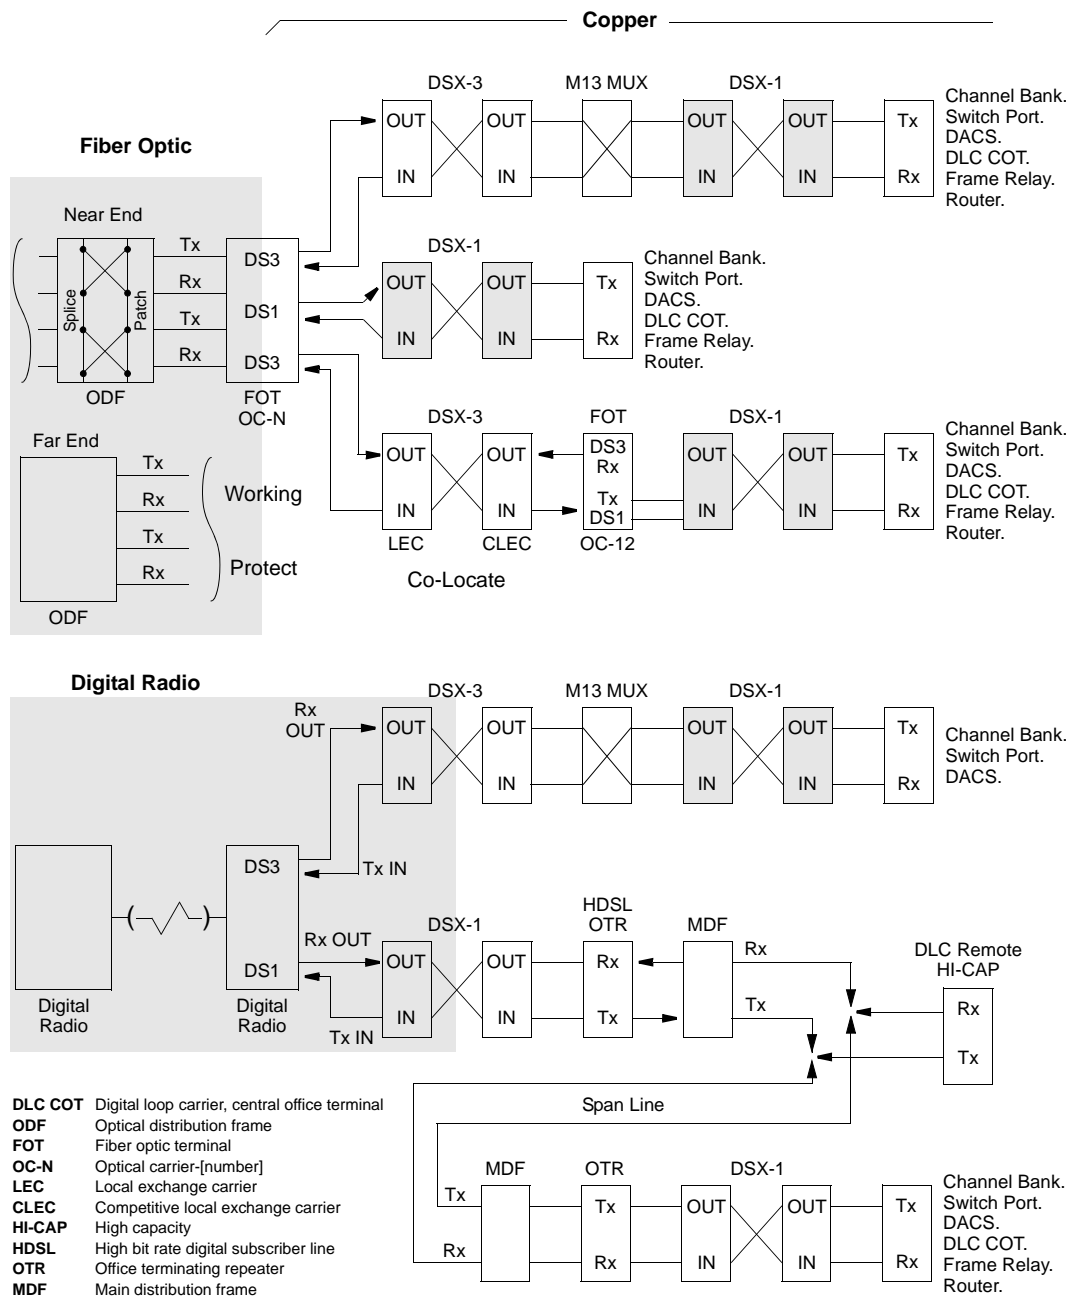 Copper
DSX-3
M13 MUX
DSX-1
OUT
IN
OUT
IN
OUT
IN
OUT
IN
Tx
Rx
Channel Bank.
Switch Port.
DACS.
DLC COT.
Frame Relay.
Router.
Fiber Optic
Near End
Splice
Patch
Tx
Rx
Tx
Rx
ODF
DS3
DS1
DS3
FOT
OC-N
DSX-1
OUT
IN
OUT
IN
Tx
Rx
Channel Bank.
Switch Port.
DACS.
DLC COT.
Frame Relay.
Router.
DSX-3
FOT
DSX-1
OUT
IN
LEC
OUT
IN
CLEC
DS3
Rx
Tx
DS1
OC-12
OUT
IN
OUT
IN
Tx
Rx
Channel Bank.
Switch Port.
DACS.
DLC COT.
Frame Relay.
Router.
Co-Locate
Far End
Tx
Rx
Tx
Rx
Working
Protect
ODF
Digital Radio
DSX-3
M13 MUX
DSX-1
Rx
OUT
OUT
IN
OUT
IN
OUT
IN
OUT
IN
Tx
Rx
Channel Bank.
Switch Port.
DACS.
DS3
Tx IN
DS1
Rx OUT
Tx IN
Digital
Radio
Digital
Radio
DSX-1
OUT
IN
OUT
IN
HDSL
OTR
Rx
Tx
MDF
Rx
Tx
DLC Remote
HI-CAP
Rx
Tx
Span Line
MDF
OTR
DSX-1
Tx
Rx
Tx
Rx
OUT
IN
OUT
IN
Tx
Rx
Channel Bank.
Switch Port.
DACS.
DLC COT.
Frame Relay.
Router.
DLC COT Digital loop carrier, central office terminal
ODF Optical distribution frame
FOT Fiber optic terminal
OC-N Optical carrier-[number]
LEC Local exchange carrier
CLEC Competitive local exchange carrier
HI-CAP High capacity
HDSL High bit rate digital subscriber line
OTR Office terminating repeater
MDF Main distribution frame